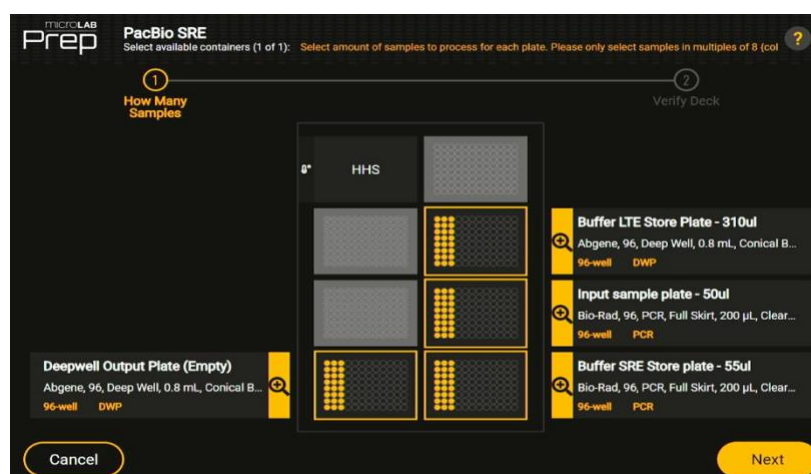 microLAB
Prep
PacBio SRE
Select available containers (1 of 1): Select amount of samples to process for each plate. Please only select samples in multiples of 8 (col
?
1
2
How Many
Samples
Verify Deck
HHS
Buffer LTE Store Plate - 310ul
Abgene, 96, Deep Well, 0.8 mL, Conical B...
96-well DWP
Input sample plate - 50ul
Bio-Rad, 96, PCR, Full Skirt, 200 µL, Clear...
96-well PCR
Deepwell Output Plate (Empty)
Abgene, 96, Deep Well, 0.8 mL, Conical B...
96-well DWP
Buffer SRE Store plate - 55ul
Bio-Rad, 96, PCR, Full Skirt, 200 µL, Clear...
96-well PCR
Cancel
Next